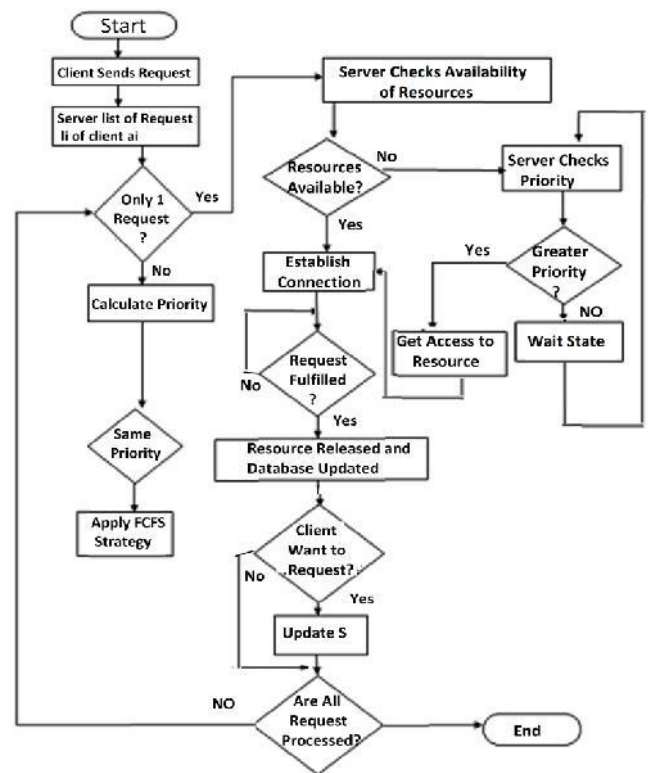 Start
Client Sends Request
Server list of Request
li of client ai
Only 1
Request
?
Yes
No
Calculate Priority
Same
Priority
Apply FCFS
Strategy
Server Checks Availability
of Resources
Resources
Available?
No
Yes
Server Checks
Priority
Greater
Priority
?
Yes
NO
Wait State
Get Access to
Resource
Establish
Connection
Request
Fulfilled
?
No
Yes
Resource Released and
Database Updated
Client
Want to
Request?
No
Yes
Update S
Are All
Request
Processed?
NO
End